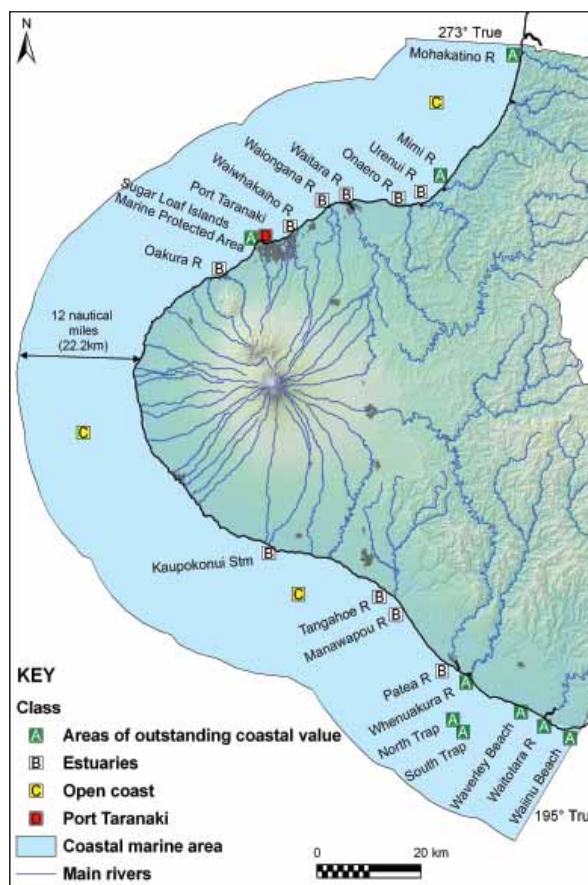 N
273° True
Mohakatino R
A
C
Mimi R
A
Urenui R
B
Onaero R
B
Waitara R
B
Waiongana R
B
Waiwhakaiho R
B
Port Taranaki
D
Sugar Loaf Islands
Marine Protected Area
A
Oakura R
B
12 nautical
miles
(22.2km)
C
Kaupokonui Stm
B
C
Tangahoe R
B
Manawapou R
B
Patea R
B
Whenuakura R
A
North Trap
A
South Trap
A
Waverley Beach
A
Waitotara R
A
Waiinu Beach
A
195° Tru
KEY
Class
A Areas of outstanding coastal value
B Estuaries
C Open coast
D Port Taranaki
Coastal marine area
Main rivers
0 20 km